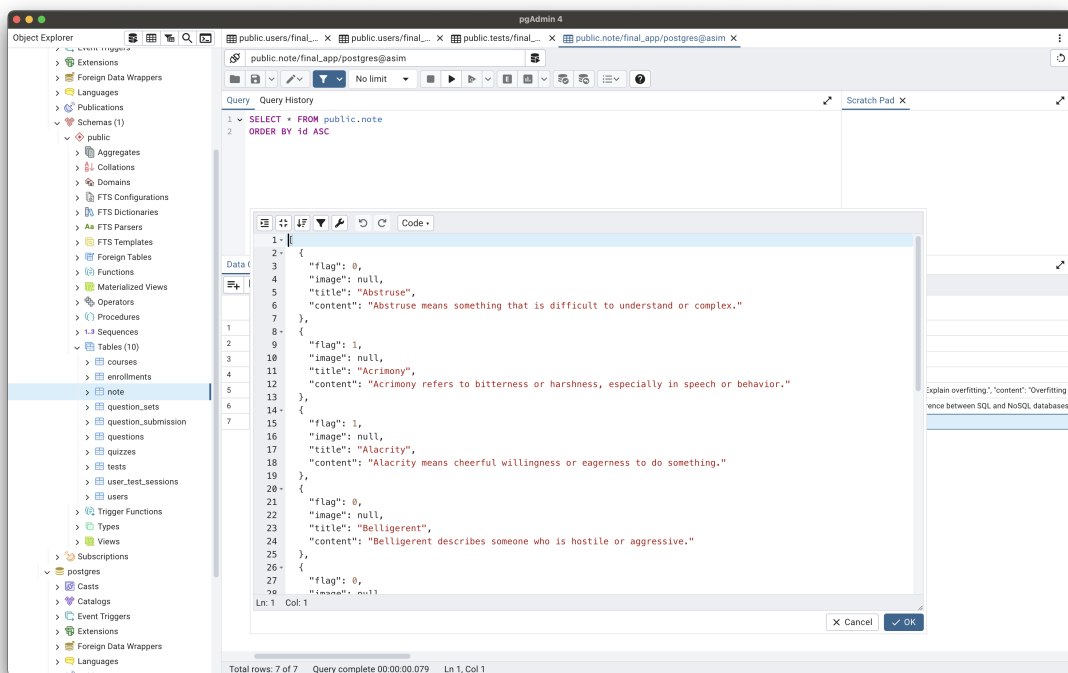 pgAdmin 4
Object Explorer
Event Triggers
Extensions
Foreign Data Wrappers
Languages
Publications
Schemas (1)
public
Aggregates
Collations
Domains
FTS Configurations
FTS Dictionaries
Aa FTS Parsers
FTS Templates
Foreign Tables
Functions
Materialized Views
Operators
Procedures
1..3 Sequences
Tables (10)
courses
enrollments
note
question_sets
question_submission
questions
quizzes
tests
user_test_sessions
users
Trigger Functions
Types
Views
Subscriptions
postgres
Casts
Catalogs
Event Triggers
Extensions
Foreign Data Wrappers
Languages
public.users/final_... X public.users/final_... X public.tests/final_... X public.note/final_app/postgres@asim X
public.note/final_app/postgres@asim
No limit
Query Query History
Scratch Pad X
1 SELECT * FROM public.note
2 ORDER BY id ASC
Code
1 [
2 {
3 "flag": 0,
4 "image": null,
5 "title": "Abstruse",
6 "content": "Abstruse means something that is difficult to understand or complex."
7 },
8 {
9 "flag": 1,
10 "image": null,
11 "title": "Acrimony",
12 "content": "Acrimony refers to bitterness or harshness, especially in speech or behavior."
13 },
14 {
15 "flag": 1,
16 "image": null,
17 "title": "Alacrity",
18 "content": "Alacrity means cheerful willingness or eagerness to do something."
19 },
20 {
21 "flag": 0,
22 "image": null,
23 "title": "Belligerent",
24 "content": "Belligerent describes someone who is hostile or aggressive."
25 },
26 {
27 "flag": 0,
28 "image": null
Ln: 1 Col: 1
Cancel
OK
Data
1
2
3
4
5
6
7
Explain overfitting.", "content": "Overfitting
rence between SQL and NoSQL databases
Total rows: 7 of 7 Query complete 00:00:00.079 Ln 1, Col 1